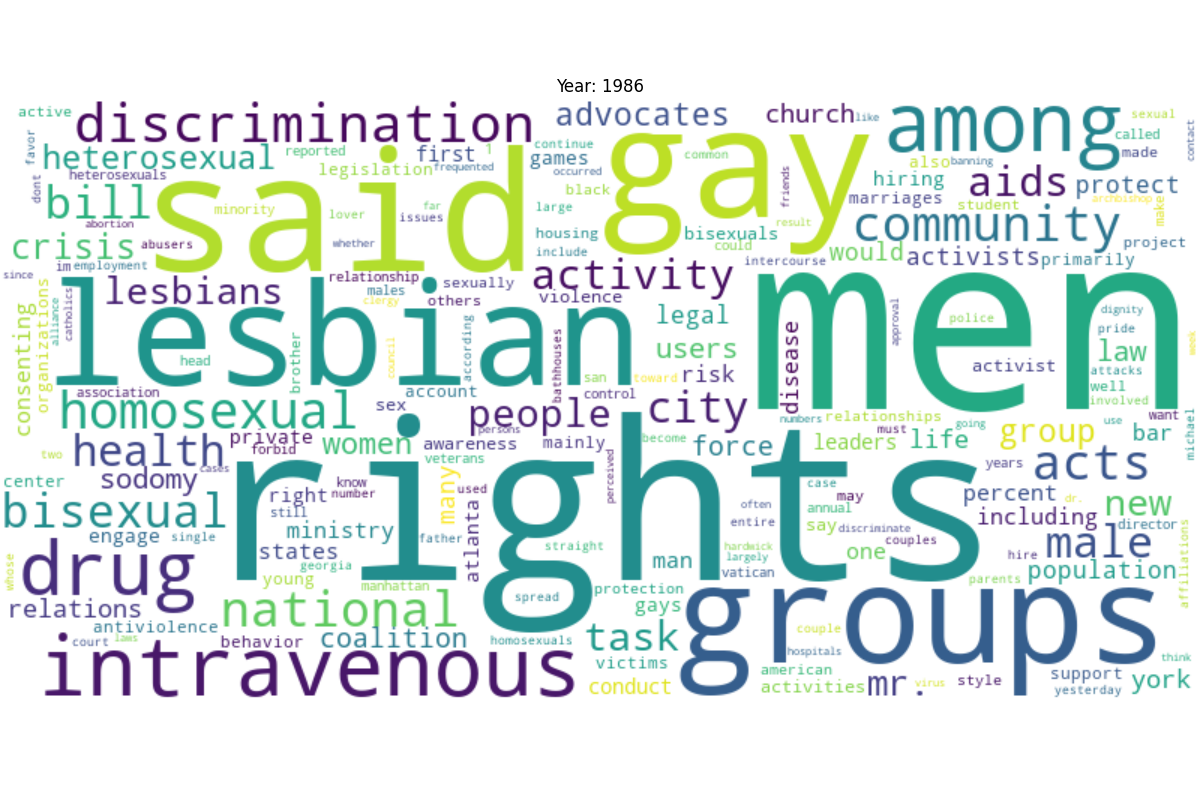 Year: 1986
active
discrimination
advocates
church
like
among
sexual
called
made
contact
favor
dont
heterosexual
heterosexuals
reported
first
1
legislation
frequented
continue
games
occurred
gay
common
friends
also
banning
hiring
aids
protect
bill
said
minority
lover
far
issues
black
large
marriages
student
archbishop
make
abortion
crisis
abusers
whether
housing
include
bisexuals
could
result
community
project
since
im
employment
relationship
sexually
activity
intercourse
would
activists
primarily
lesbians
males
clergy
others
violence
men
consenting
organizations
alliance
catholics
lesbian
head
brother
council
according
bathhouses
legal
users
disease
approval
police
dignity
pride
week
law
activist
attacks
association
account
san
toward
control
risk
well
involved
homosexual
sex
people
persons
city
numbers
relationships
going
use
want
michael
health
private
forbid
women
awareness
mainly
become
force
leaders
must
life
group
bar
two
sodomy
cases
rights
know
number
veterans
many
used
perceived
case
years
acts
center
bisexual
right
still
ministry
father
atlanta
often
entire
may
annual
say
discriminate
percent
dr.
new
including
director
engage
single
states
georgia
straight
man
hardwick
largely
vatican
one
couples
hire
male
population
affiliations
whose
drug
young
manhattan
spread
protection
parents
relations
national
gays
groups
antiviolence
court
laws
behavior
coalition
homosexuals
task
couple
hospitals
think
intravenous
victims
conduct
american
activities
mr.
virus
style
support
yesterday
york